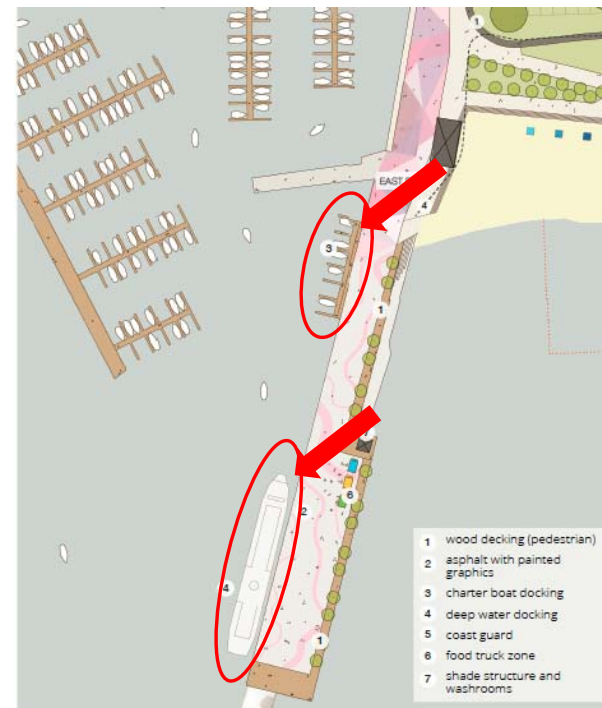 1
EAST
4
3
1
7
6
2
4
1
1 wood decking (pedestrian)
2 asphalt with painted
graphics
3 charter boat docking
4 deep water docking
5 coast guard
6 food truck zone
7 shade structure and
washrooms